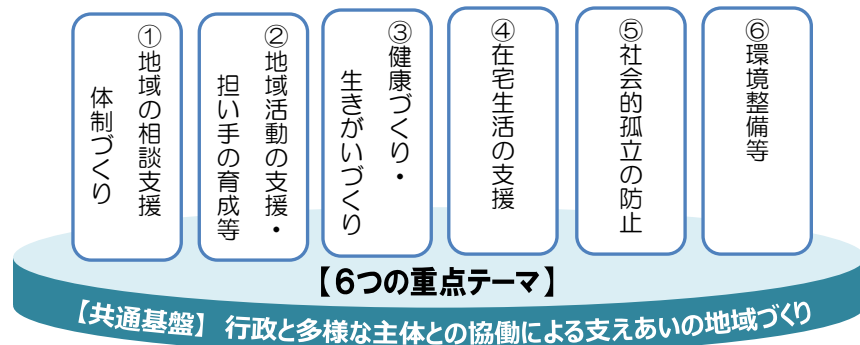 ①地域の相談支援
体制づくり
②地域活動の支援・
担い手の育成等
③健康づくり・
生きがいづくり
④在宅生活の支援
⑤社会的孤立の防止
⑥環境整備等
【6つの重点テーマ】
【共通基盤】 行政と多様な主体との協働による支えあいの地域づくり